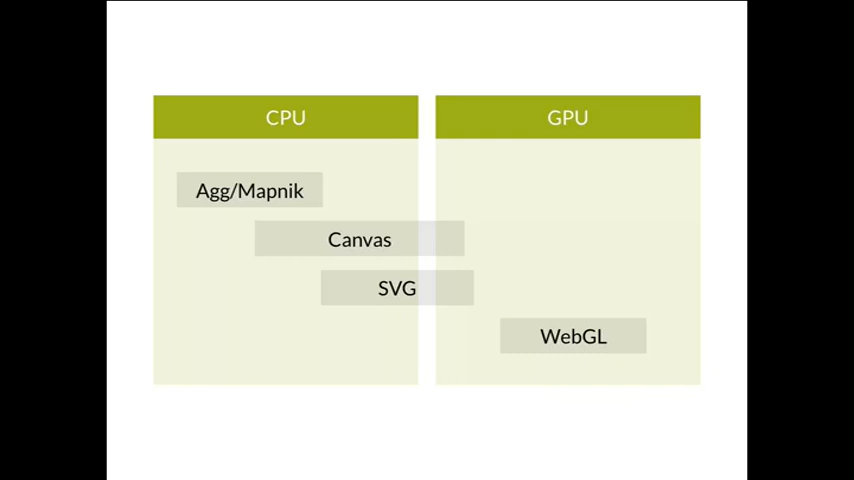 CPU
GPU
Agg/Mapnik
Canvas
SVG
WebGL